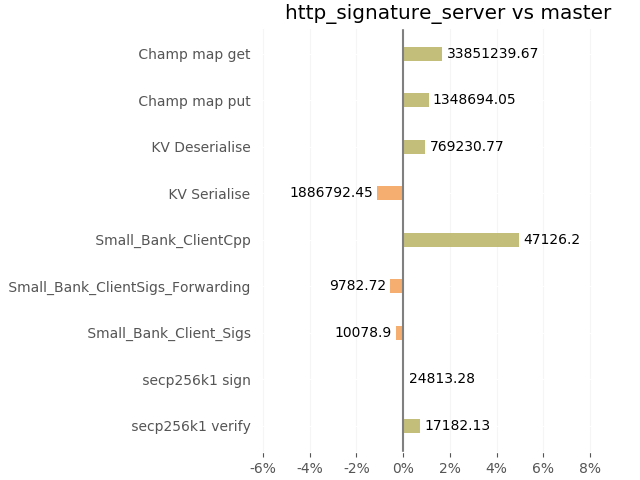 http_signature_server vs master
Champ map get 33851239.67
Champ map put 1348694.05
KV Deserialise 769230.77
KV Serialise 1886792.45
Small_Bank_ClientCpp 47126.2
Small_Bank_ClientSigs_Forwarding 9782.72
Small_Bank_Client_Sigs 10078.9
secp256k1 sign 24813.28
secp256k1 verify 17182.13
-6% -4% -2% 0% 2% 4% 6% 8%